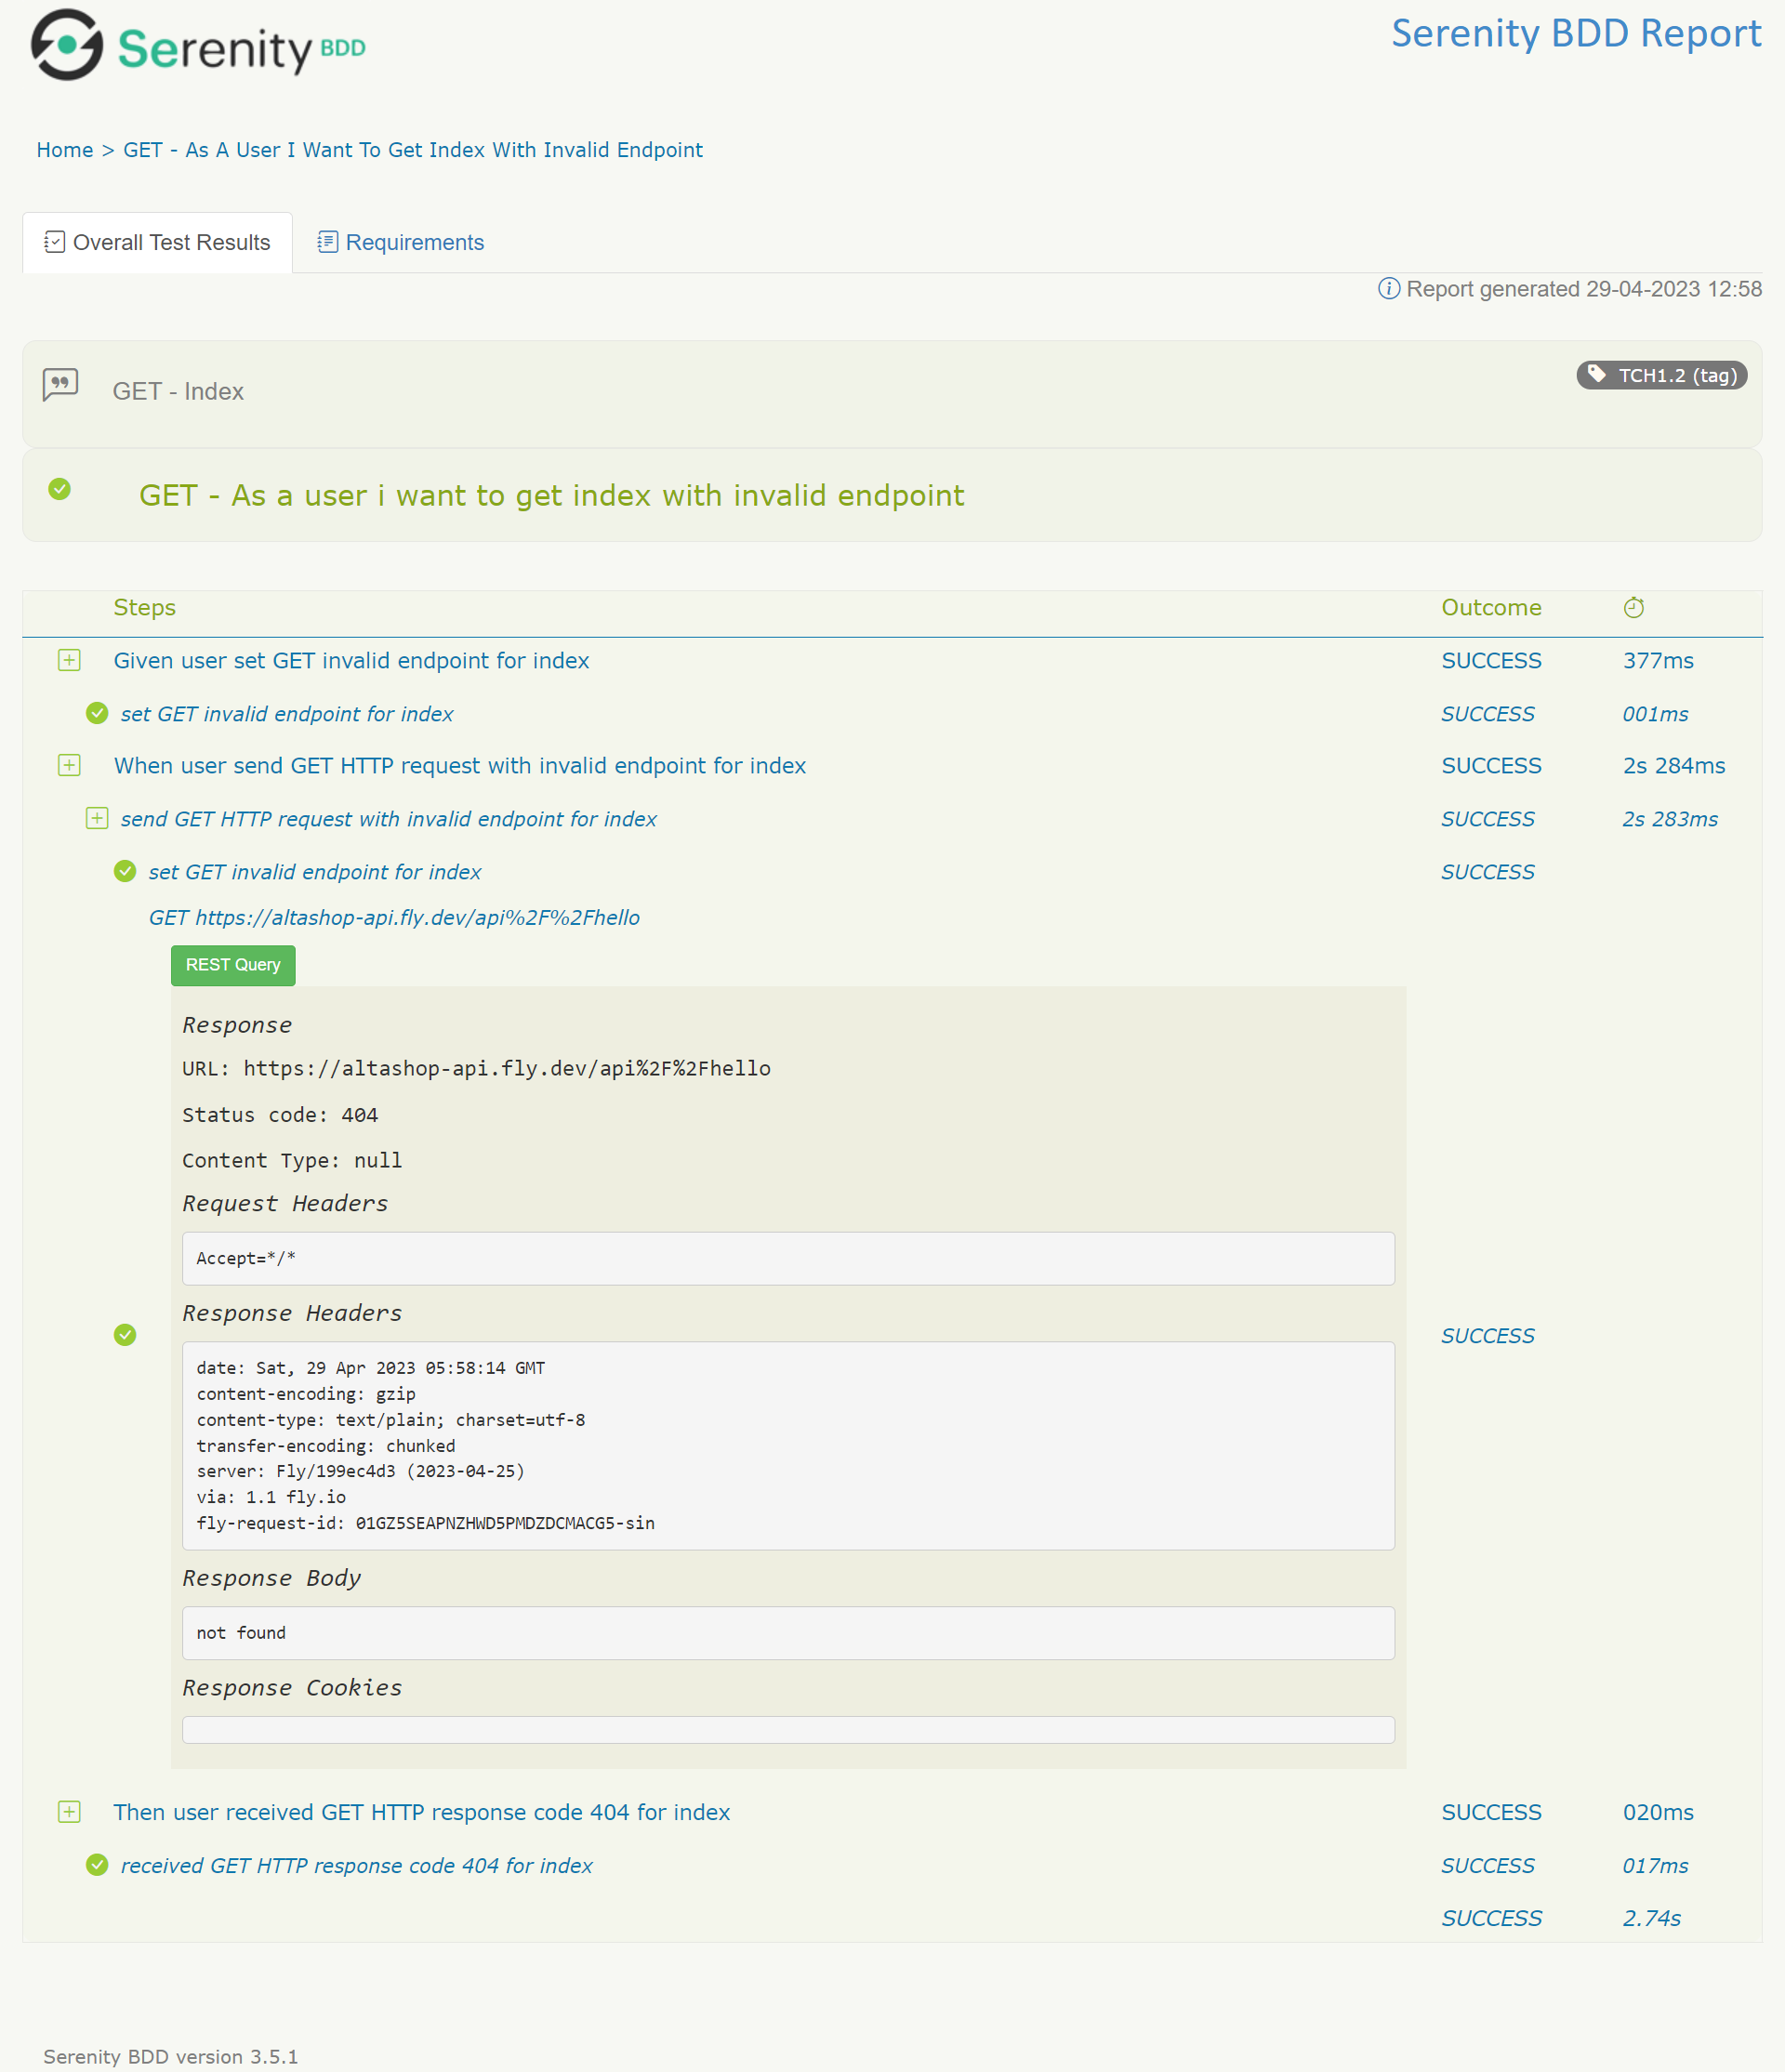 Serenity BDD
Serenity BDD Report
Home > GET - As A User I Want To Get Index With Invalid Endpoint
Overall Test Results
Requirements
Report generated 29-04-2023 12:58
GET - Index
TCH1.2 (tag)
GET - As a user i want to get index with invalid endpoint
Steps Outcome
Given user set GET invalid endpoint for index SUCCESS 377ms
set GET invalid endpoint for index SUCCESS 001ms
When user send GET HTTP request with invalid endpoint for index SUCCESS 2s 284ms
send GET HTTP request with invalid endpoint for index SUCCESS 2s 283ms
set GET invalid endpoint for index SUCCESS
GET https://altashop-api.fly.dev/api%2F%2Fhello
REST Query
Response
URL: https://altashop-api.fly.dev/api%2F%2Fhello
Status code: 404
Content Type: null
Request Headers
Accept=*/*
Response Headers
SUCCESS
date: Sat, 29 Apr 2023 05:58:14 GMT
content-encoding: gzip
content-type: text/plain; charset=utf-8
transfer-encoding: chunked
server: Fly/199ec4d3 (2023-04-25)
via: 1.1 fly.io
fly-request-id: 01GZ5SEAPNZHWD5PMDZDCMACG5-sin
Response Body
not found
Response Cookies
Then user received GET HTTP response code 404 for index SUCCESS 020ms
received GET HTTP response code 404 for index SUCCESS 017ms
SUCCESS 2.74s
Serenity BDD version 3.5.1